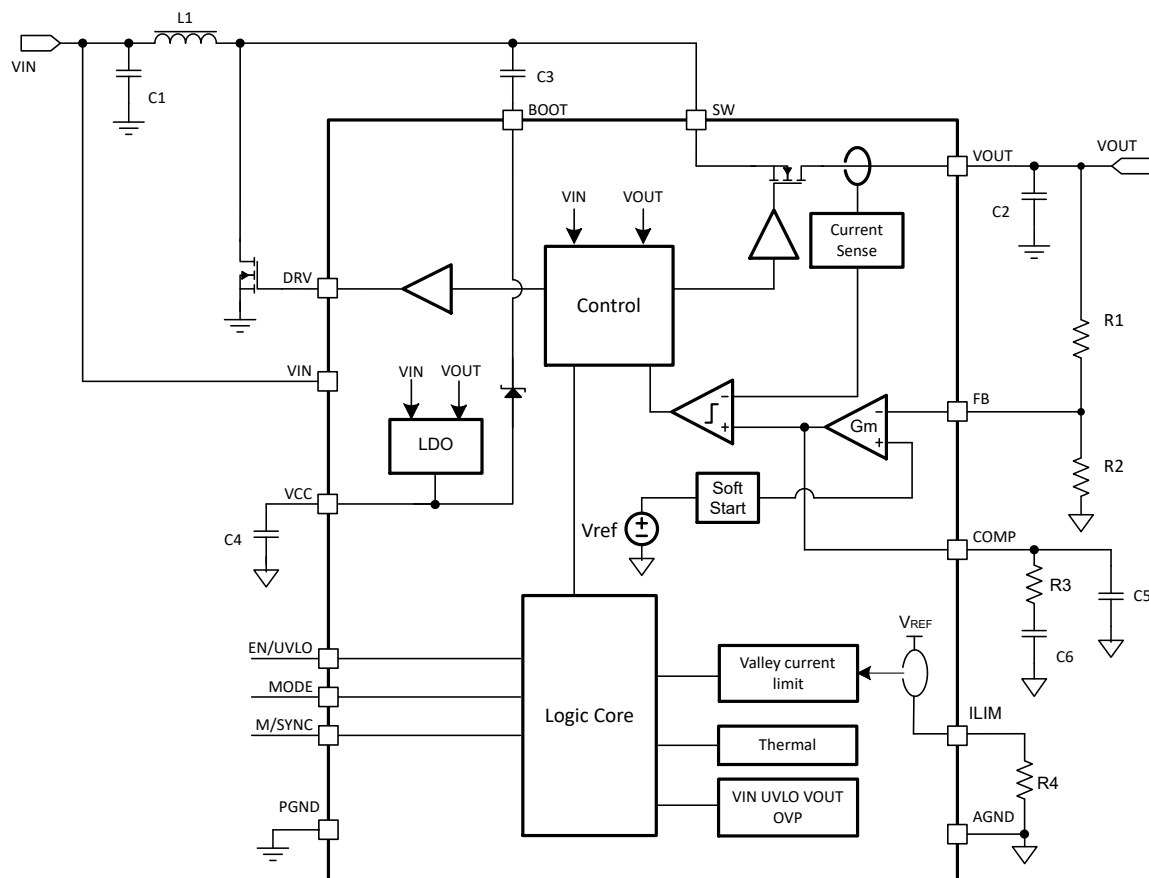 L1
VIN
C1
C3
BOOT
SW
VOUT
VOUT
C2
VIN
VOUT
Current
Sense
DRV
Control
R1
VIN
VIN
VOUT
LDO
FB
Gm
R2
VCC
C4
Soft
Start
Vref
COMP
R3
C5
C6
EN/UVLO
MODE
M/SYNC
Logic Core
VREF
Valley current
limit
ILIM
Thermal
R4
PGND
VIN UVLO VOUT
OVP
AGND